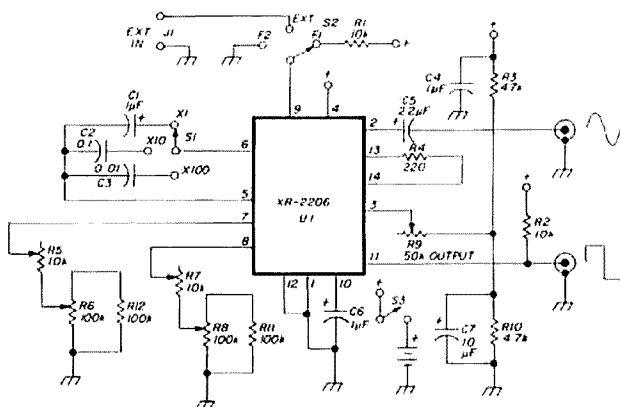 EXT
S2
R1
10k
EXT
IN
J1
F2
F1
+
+
+
C1
1µF
+
X1
S1
C2
0.1
X10
0.01
C3
X100
9
4
6
5
7
8
XR-2206
U1
2
13
14
3
11
12
1
10
C4
1µF
R3
4.7k
+
C5
22µF
R4
220
R9
50k OUTPUT
R2
10k
R5
10k
R6
100k
R12
100k
R7
10k
R8
100k
R11
100k
+
C6
1µF
+
S3
+
+
C7
10
µF
R10
4.7k